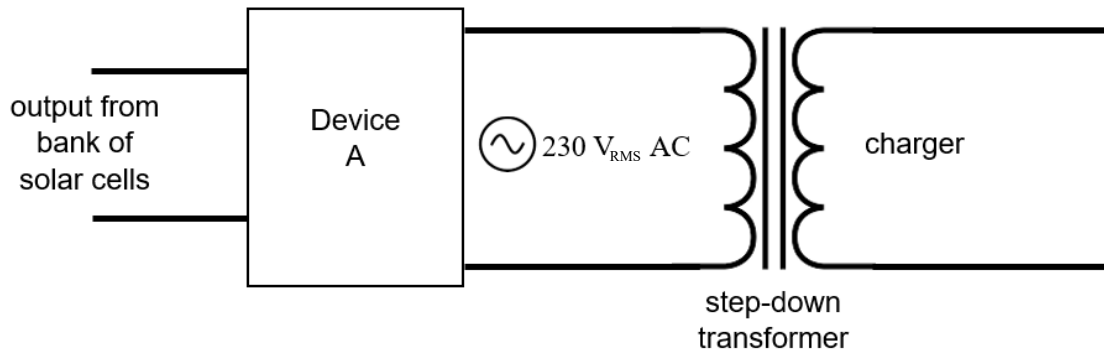 output from
bank of
solar cells
Device
A
230 V_RMS AC
charger
step-down
transformer